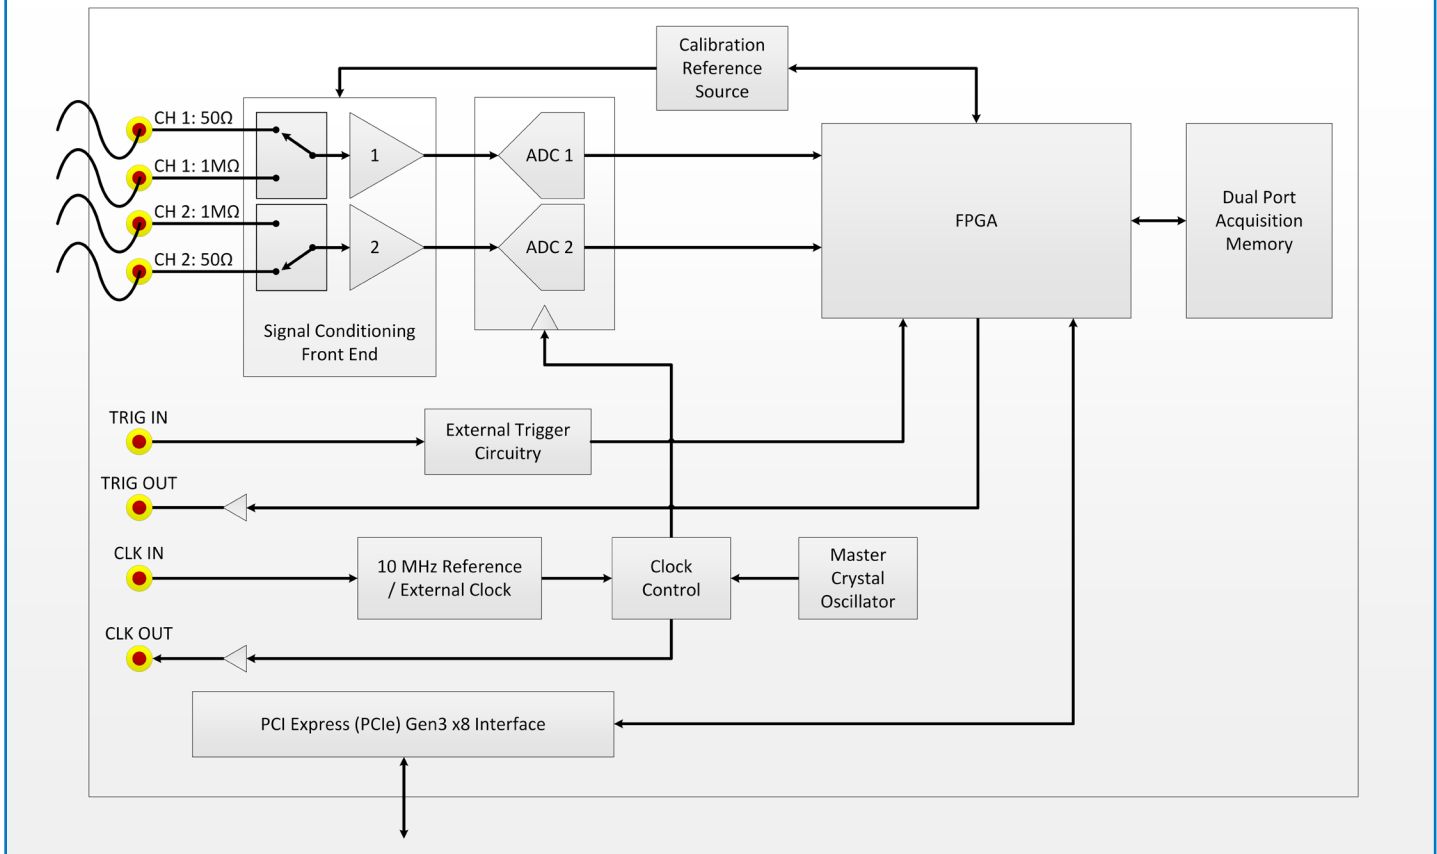 Calibration
Reference
Source
CH 1: 50Ω
CH 1: 1MΩ
CH 2: 1MΩ
CH 2: 50Ω
1
2
Signal Conditioning
Front End
ADC 1
ADC 2
FPGA
Dual Port
Acquisition
Memory
TRIG IN
External Trigger
Circuitry
TRIG OUT
CLK IN
10 MHz Reference
/ External Clock
Clock
Control
Master
Crystal
Oscillator
CLK OUT
PCI Express (PCIe) Gen3 x8 Interface